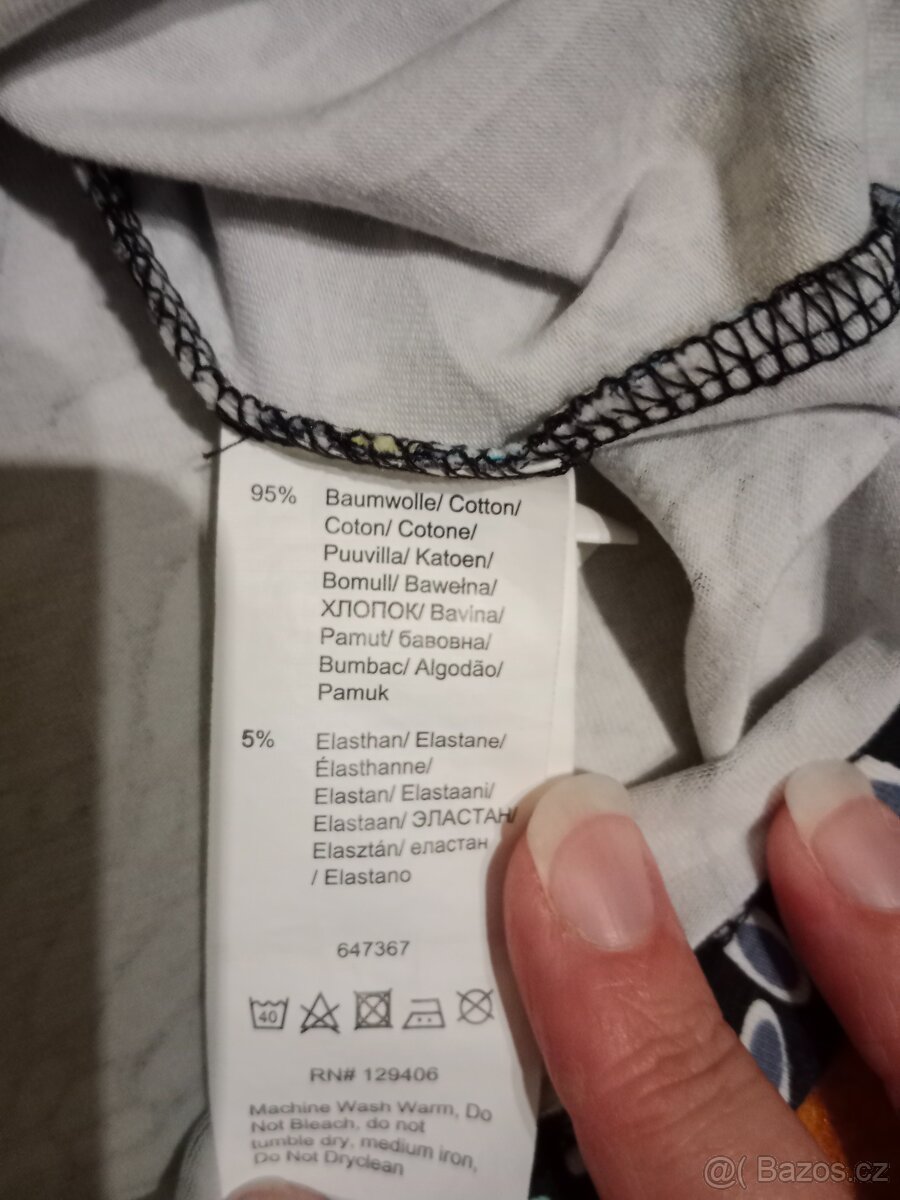 95% Baumwolle/ Cotton/
Coton/ Cotone/
Puuvilla/ Katoen/
Bomull/ Bawełna/
ХЛОПОК/ Bavlna/
Pamut/ бавовна/
Bumbac/ Algodão/
Pamuk
5% Elasthan/ Elastane/
Élasthanne/
Elastan/ Elastaani/
Elastaan/ ЭЛАСТАН/
Elasztán/ еластан
/ Elastano
647367
40
RN# 129406
Machine Wash Warm, Do
Not Bleach, do not
tumble dry, medium iron,
Do Not Dryclean
@( Bazos.cz